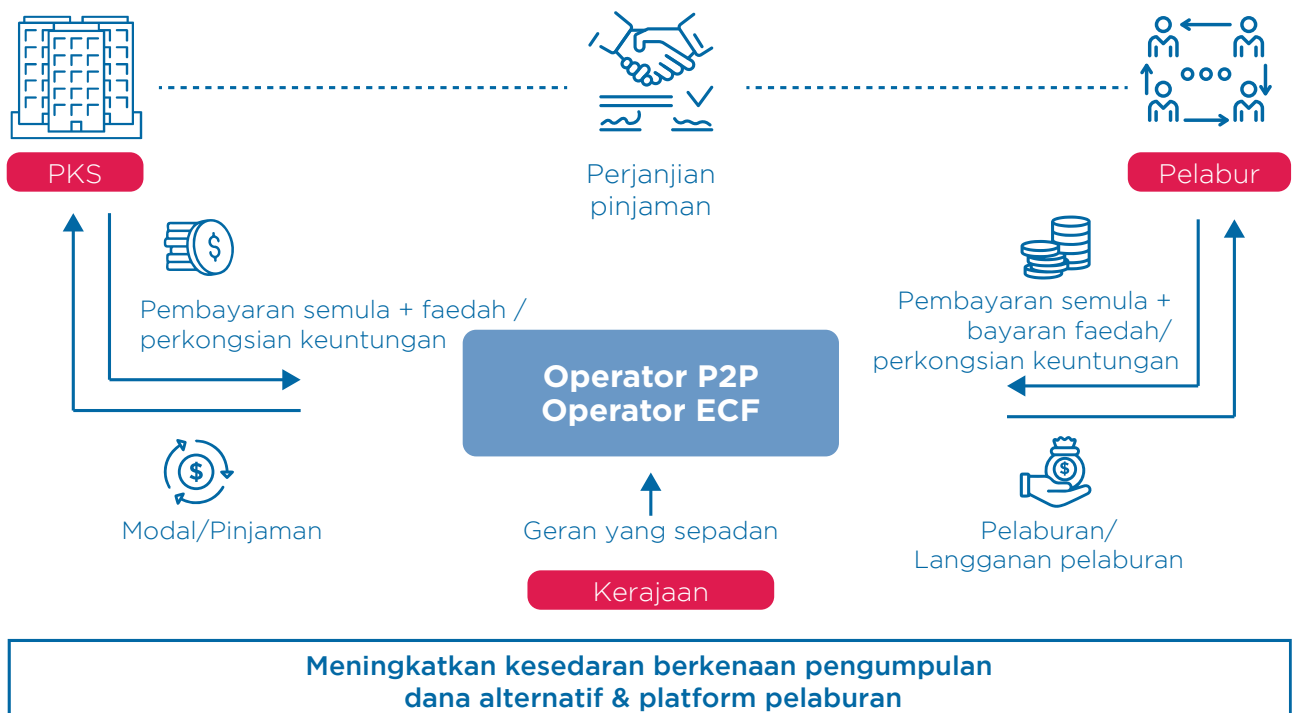 PKS
Perjanjian
pinjaman
Pelabur
Pembayaran semula + faedah /
perkongsian keuntungan
Pembayaran semula +
bayaran faedah/
perkongsian keuntungan
Operator P2P
Operator ECF
Modal/Pinjaman
Geran yang sepadan
Pelaburan/
Langganan pelaburan
Kerajaan
Meningkatkan kesedaran berkenaan pengumpulan
dana alternatif & platform pelaburan